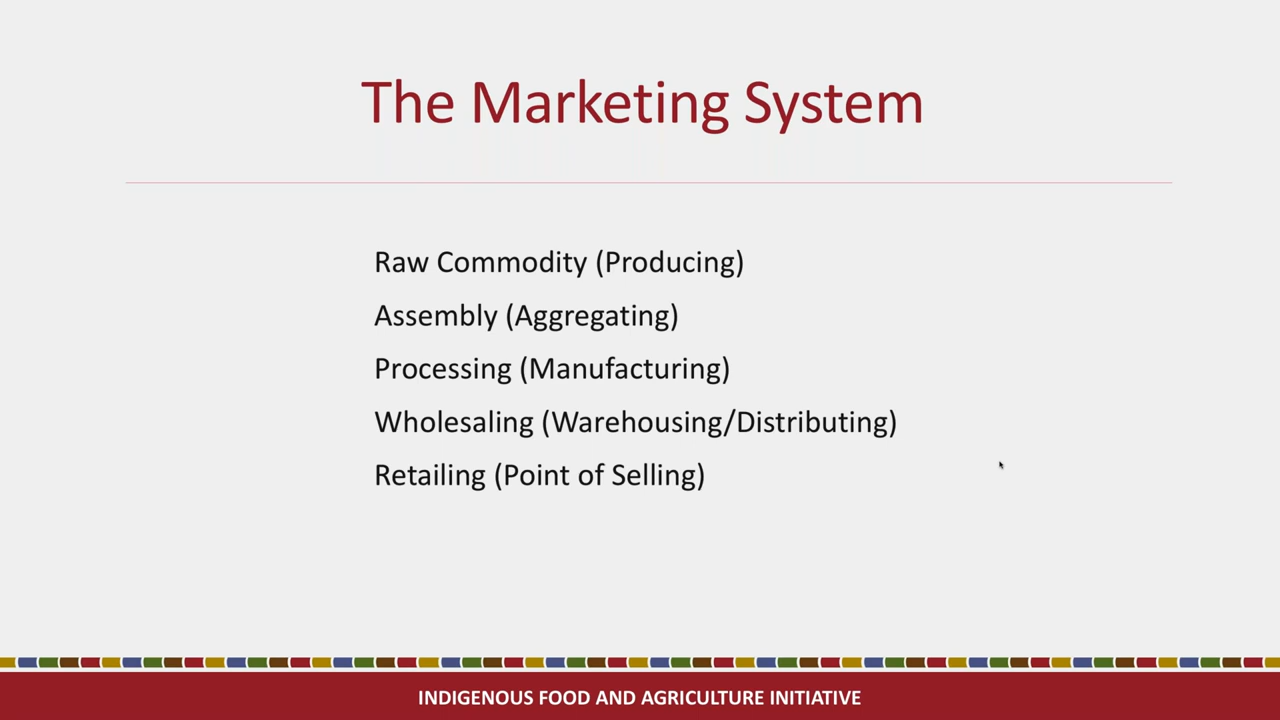 The Marketing System
Raw Commodity (Producing)
Assembly (Aggregating)
Processing (Manufacturing)
Wholesaling (Warehousing/Distributing)
Retailing (Point of Selling)
INDIGENOUS FOOD AND AGRICULTURE INITIATIVE